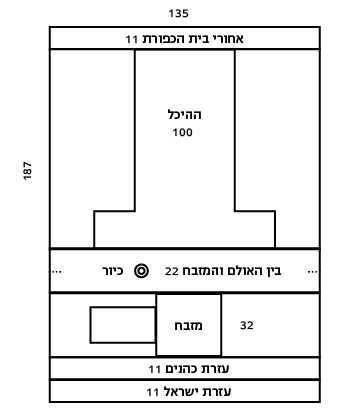 135
אחורי בית הכפורת 11
ההיכל
100
187
בין האולם והמזבח 22
כיור
...
...
מזבח
32
עזרת כהנים 11
עזרת ישראל 11